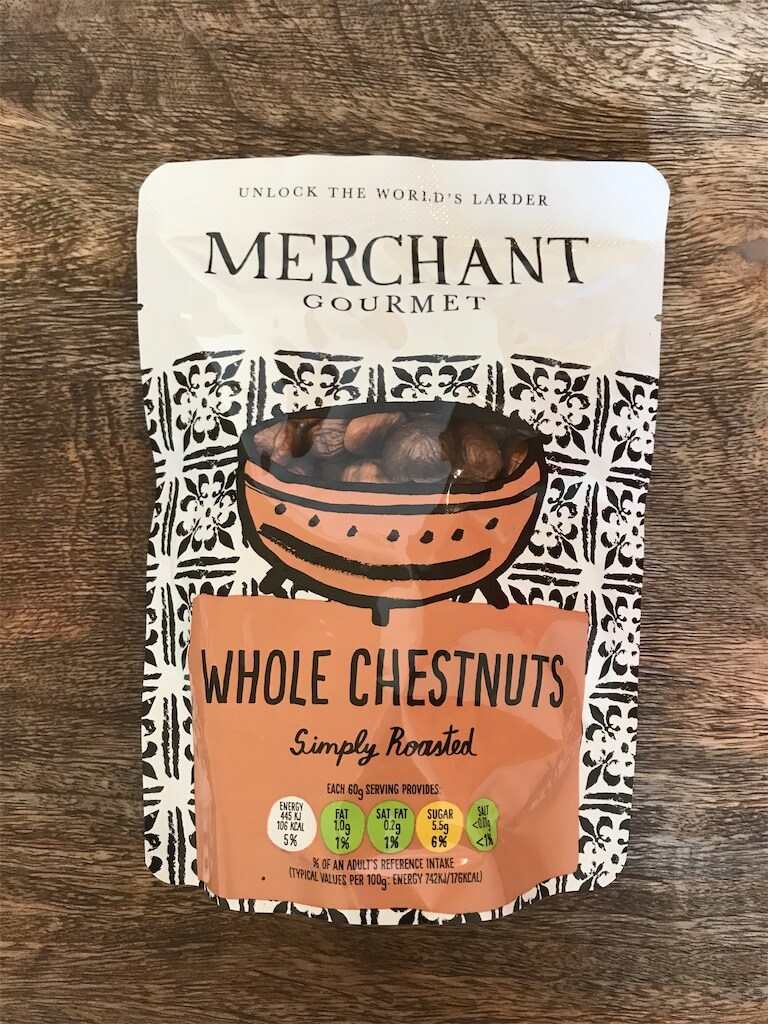 UNLOCK THE WORLD'S LARDER
MERCHANT
GOURMET
WHOLE CHESTNUTS
Simply Roasted
EACH 60g SERVING PROVIDES:
ENERGY
445 KJ
106 KCAL
5%
FAT
1.0g
1%
SAT FAT
0.2g
1%
SUGAR
5.5g
6%
SALT
<0.01g
<1%
% OF AN ADULT'S REFERENCE INTAKE
(TYPICAL VALUES PER 100g: ENERGY 742KJ/176KCAL)